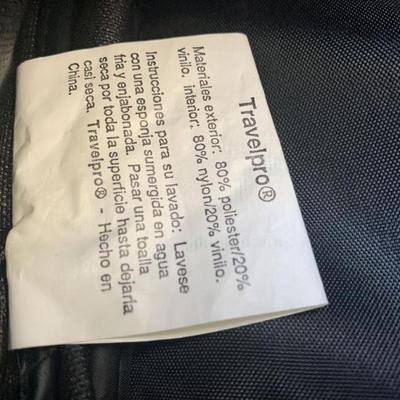 Travelpro®
Materiales exterior: 80% poliester/20%
vinilo. interior: 80% nylon/20% vinilo.
Instrucciones para su lavado: Lavese
con una esponja sumergida en agua
fria y enjabonada. Pasar una toalla
seca por toda la superficie hasta dejarla
casi seca. Travelpro® - Hecho en
China.